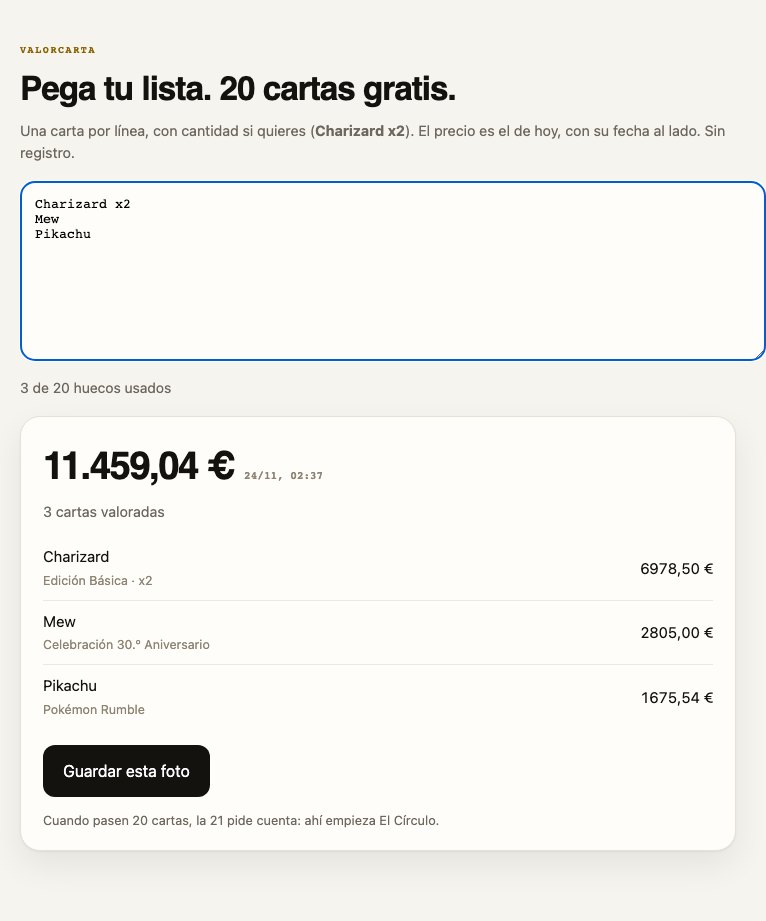 VALORCARTA
Pega tu lista. 20 cartas gratis.
Una carta por línea, con cantidad si quieres (Charizard x2). El precio es el de hoy, con su fecha al lado. Sin
registro.
Charizard x2
Mew
Pikachu
3 de 20 huecos usados
11.459,04 € 24/11, 02:37
3 cartas valoradas
Charizard
Edición Básica · x2
6978,50 €
Mew
Celebración 30.º Aniversario
2805,00 €
Pikachu
Pokémon Rumble
1675,54 €
Guardar esta foto
Cuando pasen 20 cartas, la 21 pide cuenta: ahí empieza El Círculo.